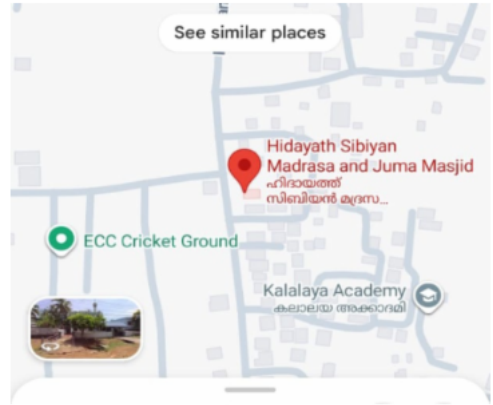 See similar places
Hidayath Sibiyan
Madrasa and Juma Masjid
ഹിദായത്ത്
സിബിയൻ മദ്രസ...
ECC Cricket Ground
Kalalaya Academy
കലാലയ അക്കാദമി